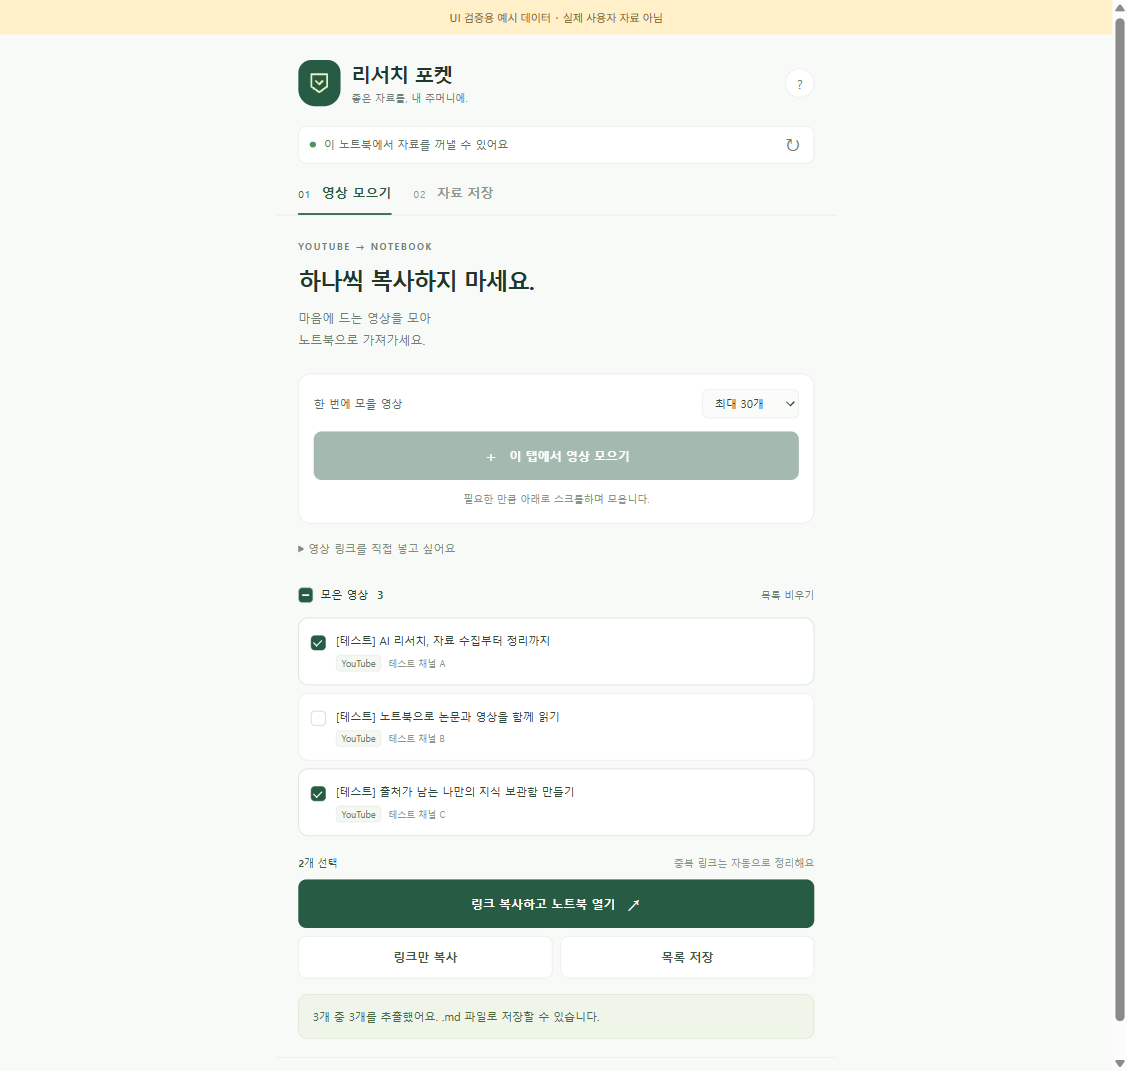 UI 검증용 예시 데이터 · 실제 사용자 자료 아님
리서치 포켓
좋은 자료를, 내 주머니에.
?
이 노트북에서 자료를 꺼낼 수 있어요
01 영상 모으기 02 자료 저장
YOUTUBE → NOTEBOOK
하나씩 복사하지 마세요.
마음에 드는 영상을 모아
노트북으로 가져가세요.
한 번에 모을 영상 최대 30개
+ 이 탭에서 영상 모으기
필요한 만큼 아래로 스크롤하며 모읍니다.
영상 링크를 직접 넣고 싶어요
모은 영상 3 목록 비우기
[테스트] AI 리서치, 자료 수집부터 정리까지
YouTube 테스트 채널 A
[테스트] 노트북으로 논문과 영상을 함께 읽기
YouTube 테스트 채널 B
[테스트] 출처가 남는 나만의 지식 보관함 만들기
YouTube 테스트 채널 C
2개 선택 중복 링크는 자동으로 정리해요
링크 복사하고 노트북 열기 ↗
링크만 복사 목록 저장
3개 중 3개를 추출했어요. .md 파일로 저장할 수 있습니다.